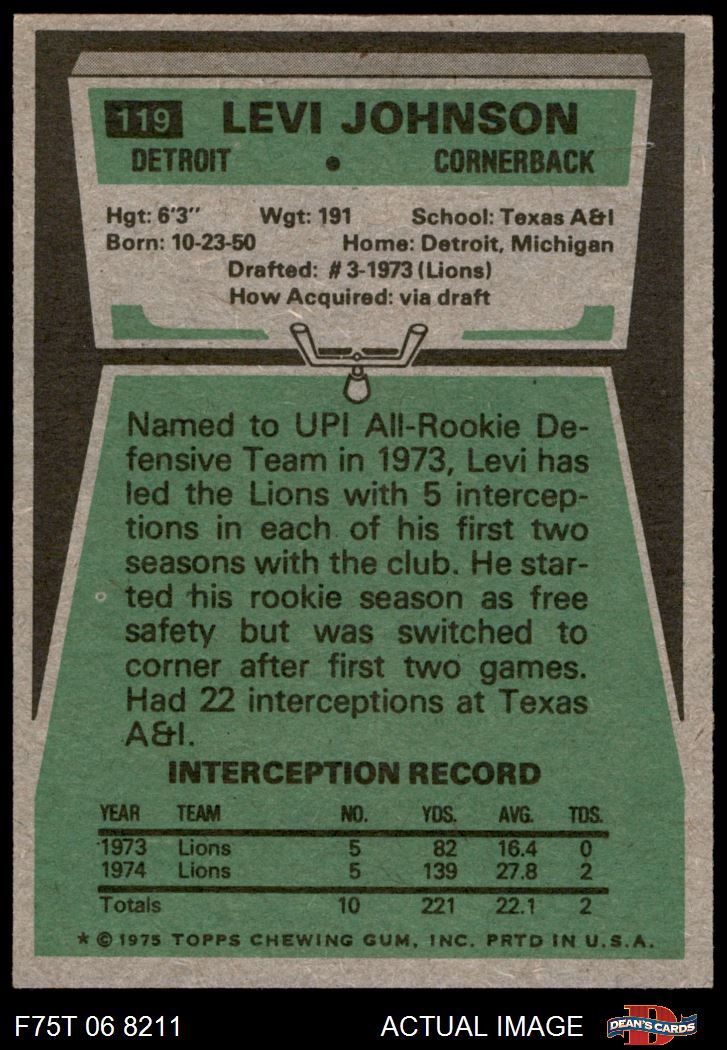 119 LEVI JOHNSON
DETROIT • CORNERBACK
Hgt: 6'3" Wgt: 191 School: Texas A&I
Born: 10-23-50 Home: Detroit, Michigan
Drafted: #3-1973 (Lions)
How Acquired: via draft
Named to UPI All-Rookie De-
fensive Team in 1973, Levi has
led the Lions with 5 intercep-
tions in each of his first two
seasons with the club. He star-
ted his rookie season as free
safety but was switched to
corner after first two games.
Had 22 interceptions at Texas
A&I.
INTERCEPTION RECORD
YEAR TEAM NO. YDS. AVG. TDS.
1973 Lions 5 82 16.4 0
1974 Lions 5 139 27.8 2
Totals 10 221 22.1 2
* © 1975 TOPPS CHEWING GUM, INC. PRTD IN U.S.A.
F75T 06 8211 ACTUAL IMAGE DEAN'S CARDS